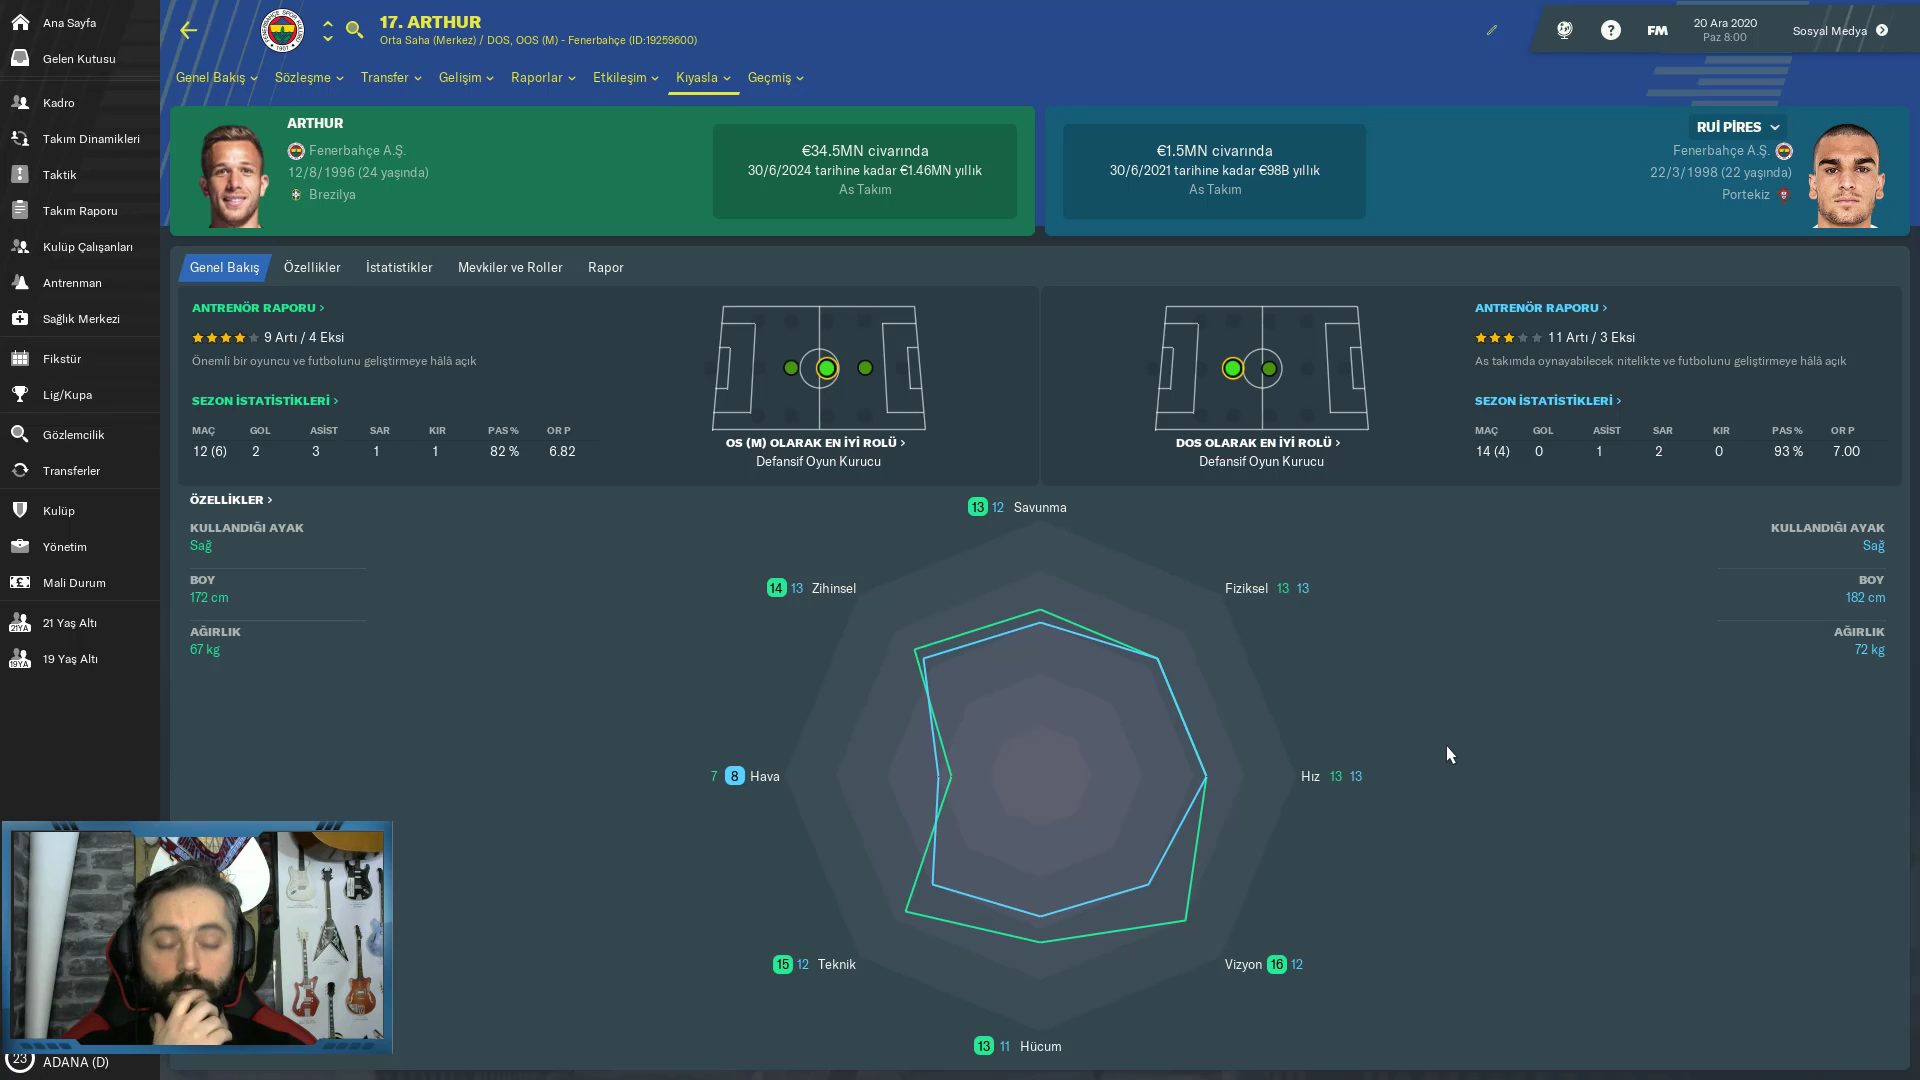 Ana Sayfa
Gelen Kutusu
Kadro
Takım Dinamikleri
Taktik
Takım Raporu
Kulüp Çalışanları
Antrenman
Sağlık Merkezi
Fikstür
Lig/Kupa
Gözlemcilik
Transferler
Kulüp
Yönetim
Mali Durum
21YA 21 Yaş Altı
19YA 19 Yaş Altı
23 ADANA (D)
17. ARTHUR
Orta Saha (Merkez) / DOS, OOS (M) - Fenerbahçe (ID:19259600)
? FM
20 Ara 2020
Paz 8:00
Sosyal Medya
Genel Bakış Sözleşme Transfer Gelişim Raporlar Etkileşim Kıyasla Geçmiş
ARTHUR
Fenerbahçe A.Ş.
12/8/1996 (24 yaşında)
Brezilya
€34.5MN civarında
30/6/2024 tarihine kadar €1.46MN yıllık
As Takım
€1.5MN civarında
30/6/2021 tarihine kadar €98B yıllık
As Takım
RUİ PİRES
Fenerbahçe A.Ş.
22/3/1998 (22 yaşında)
Portekiz
Genel Bakış Özellikler İstatistikler Mevkiler ve Roller Rapor
ANTRENÖR RAPORU >
9 Artı / 4 Eksi
Önemli bir oyuncu ve futbolunu geliştirmeye hâlâ açık
SEZON İSTATİSTİKLERİ >
MAÇ GOL ASİST SAR KIR PAS % OR P
12 (6) 2 3 1 1 82 % 6.82
OS (M) OLARAK EN İYİ ROLÜ >
Defansif Oyun Kurucu
DOS OLARAK EN İYİ ROLÜ >
Defansif Oyun Kurucu
ANTRENÖR RAPORU >
11 Artı / 3 Eksi
As takımda oynayabilecek nitelikte ve futbolunu geliştirmeye hâlâ açık
SEZON İSTATİSTİKLERİ >
MAÇ GOL ASİST SAR KIR PAS % OR P
14 (4) 0 1 2 0 93 % 7.00
ÖZELLİKLER >
KULLANDIĞI AYAK
Sağ
BOY
172 cm
AĞIRLIK
67 kg
13 12 Savunma
14 13 Zihinsel
Fiziksel 13 13
7 8 Hava
Hız 13 13
15 12 Teknik
Vizyon 16 12
13 11 Hücum
KULLANDIĞI AYAK
Sağ
BOY
182 cm
AĞIRLIK
72 kg